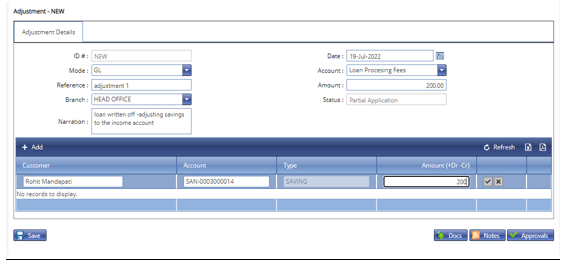 Adjustment - NEW
Adjustment Details
ID # : NEW
Date : 19-Jul-2022
Mode : GL
Account : Loan Procesing Fees
Reference : adjustment 1
Amount : 200.00
Branch : HEAD OFFICE
Status : Partial Application
Narration : loan written off -adjusting savings
to the income account
+ Add Refresh
Customer Account Type Amount (+Dr -Cr)
Rohit Mandapati SAN-0003000014 SAVING 200
No records to display.
Save Docs Notes Approvals